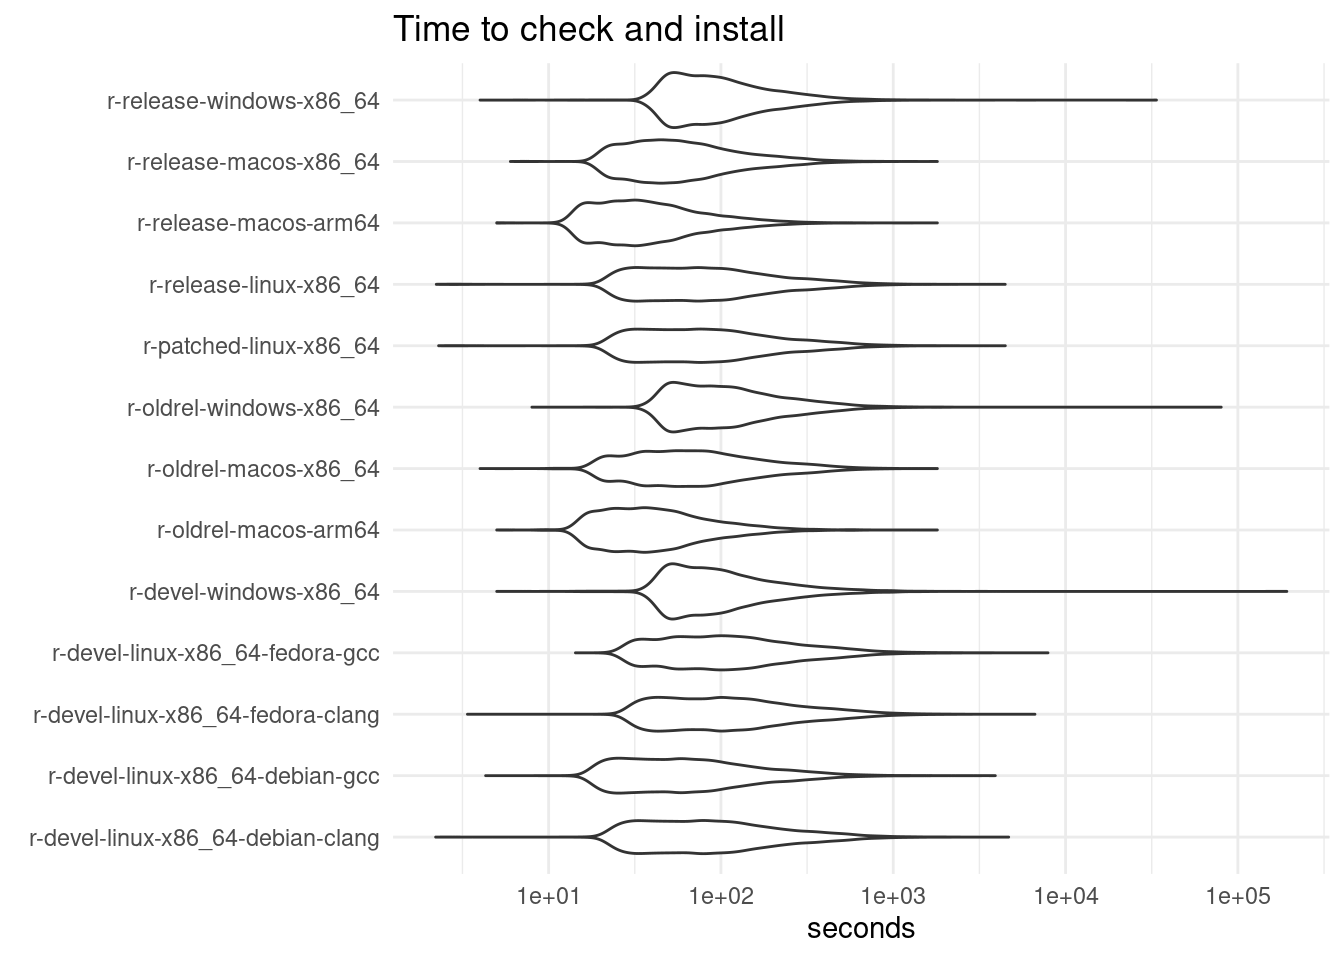 Time to check and install
r-release-windows-x86_64
r-release-macos-x86_64
r-release-macos-arm64
r-release-linux-x86_64
r-patched-linux-x86_64
r-oldrel-windows-x86_64
r-oldrel-macos-x86_64
r-oldrel-macos-arm64
r-devel-windows-x86_64
r-devel-linux-x86_64-fedora-gcc
r-devel-linux-x86_64-fedora-clang
r-devel-linux-x86_64-debian-gcc
r-devel-linux-x86_64-debian-clang
1e+01 1e+02 1e+03 1e+04 1e+05
seconds